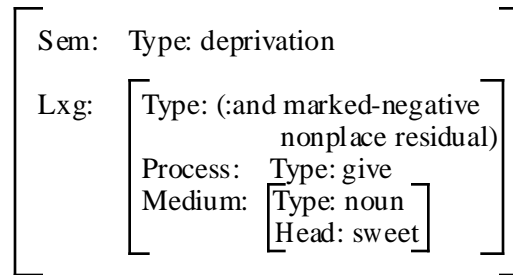 Sem: Type: deprivation
Lxg: Type: (:and marked-negative
nonplace residual)
Process: Type: give
Medium: Type: noun
Head: sweet